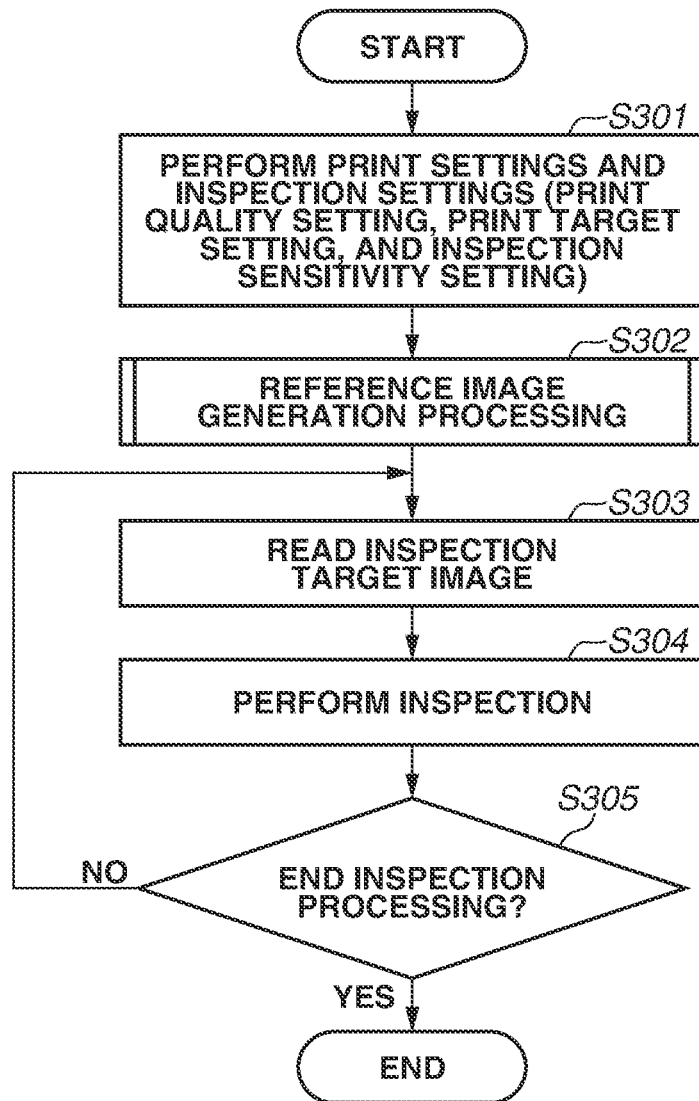 START
S301
PERFORM PRINT SETTINGS AND
INSPECTION SETTINGS (PRINT
QUALITY SETTING, PRINT TARGET
SETTING, AND INSPECTION
SENSITIVITY SETTING)
S302
REFERENCE IMAGE
GENERATION PROCESSING
S303
READ INSPECTION
TARGET IMAGE
S304
PERFORM INSPECTION
S305
END INSPECTION
PROCESSING?
NO
YES
END